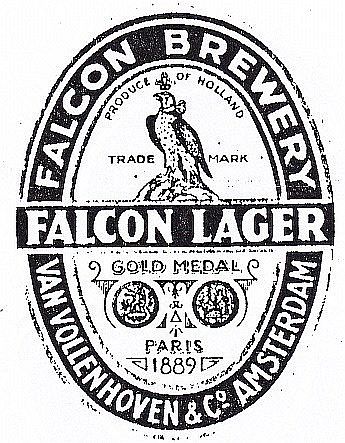 FALCON BREWERY
PRODUCE OF HOLLAND
TRADE MARK
FALCON LAGER
GOLD MEDAL
PARIS
1889
VAN VOLLENHOVEN & Co. AMSTERDAM